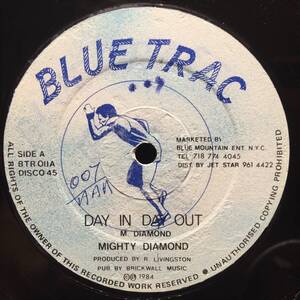 BLUE TRAC
MARKETED BY
BLUE MOUNTAIN ENT. N.Y.C.
TEL 718 774 4045
DIST. BY JET STAR 961 4422
SIDE A
BTR.011A
DISCO 45
007
DAY IN DAY OUT
M. DIAMOND
MIGHTY DIAMOND
PRODUCED BY R. LIVINGSTON
PUB. BY BRICKWALL MUSIC
℗ 1984
ALL RIGHTS OF THE OWNER OF THIS RECORDED WORK RESERVED • UNAUTHORISED COPYING PROHIBITED